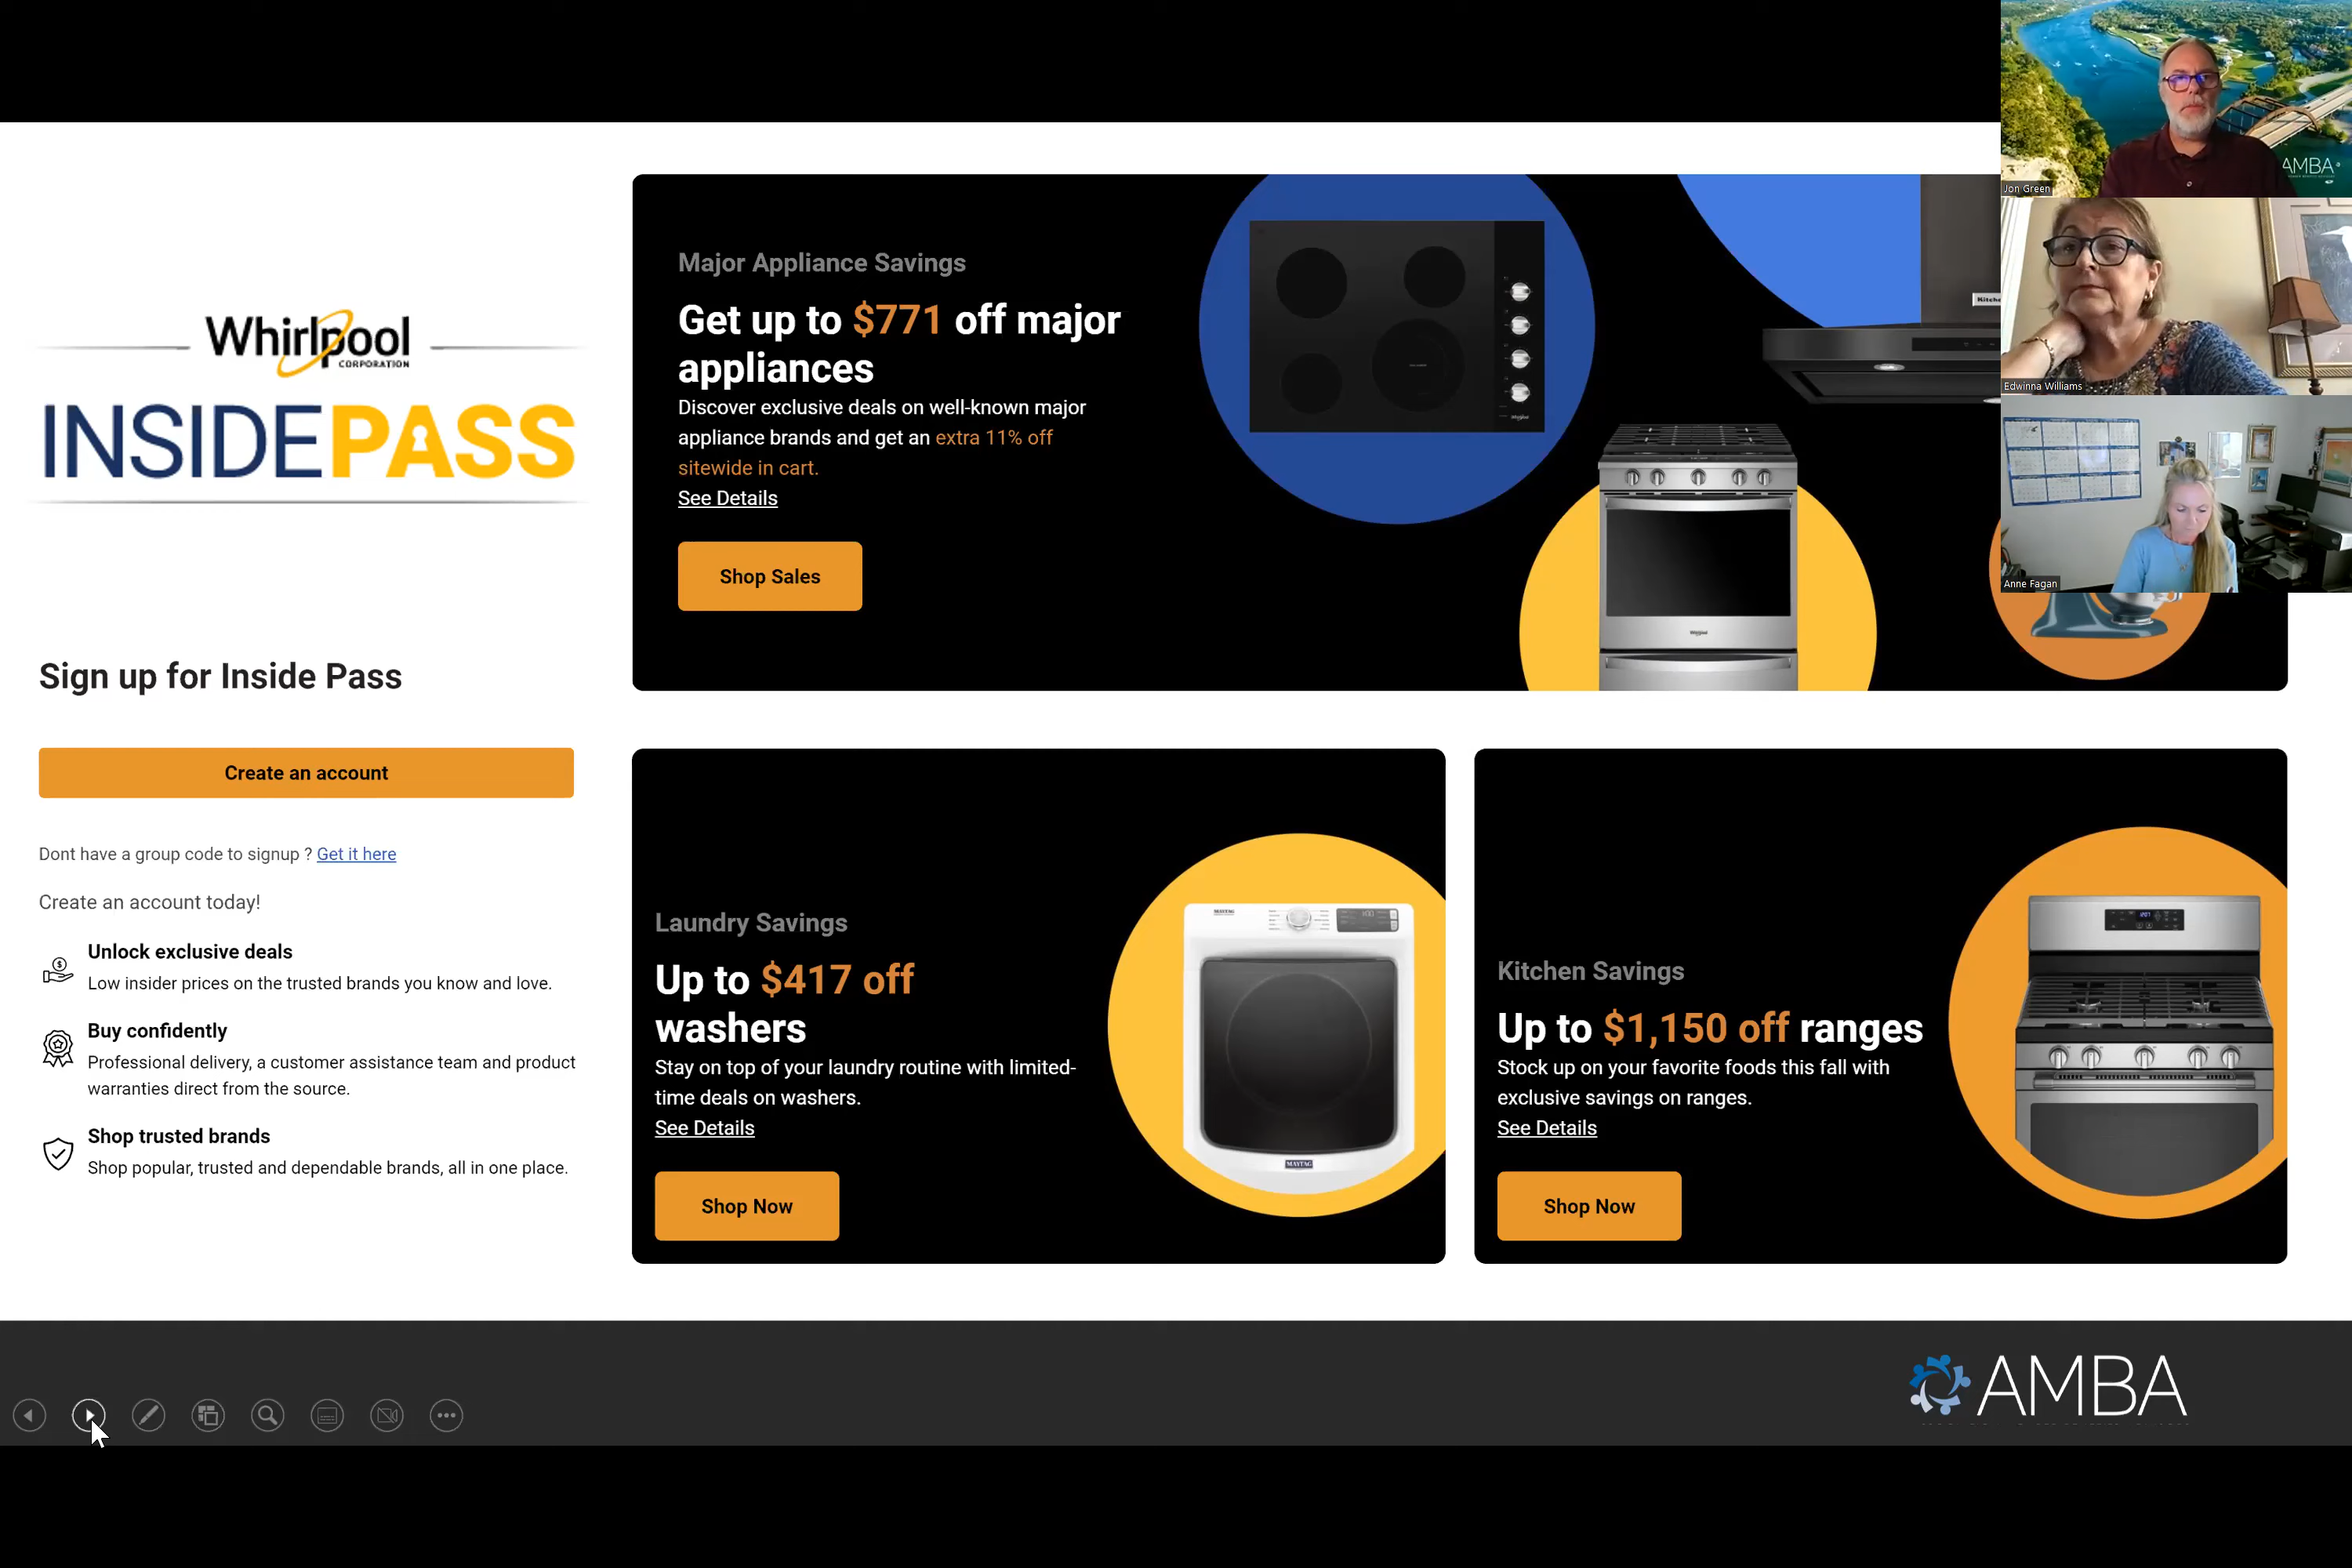 Whirlpool
CORPORATION
INSIDEPASS
Sign up for Inside Pass
Create an account
Dont have a group code to signup ? Get it here
Create an account today!
Unlock exclusive deals
Low insider prices on the trusted brands you know and love.
Buy confidently
Professional delivery, a customer assistance team and product
warranties direct from the source.
Shop trusted brands
Shop popular, trusted and dependable brands, all in one place.
Major Appliance Savings
Get up to $771 off major
appliances
Discover exclusive deals on well-known major
appliance brands and get an extra 11% off
sitewide in cart.
See Details
Shop Sales
Whirlpool
Whirlpool
Laundry Savings
Up to $417 off
washers
Stay on top of your laundry routine with limited-
time deals on washers.
See Details
Shop Now
MAYTAG
MAYTAG
Kitchen Savings
Up to $1,150 off ranges
Stock up on your favorite foods this fall with
exclusive savings on ranges.
See Details
Shop Now
AMBA
Jon Green
Edwinna Williams
Anne Fagan
AMBA